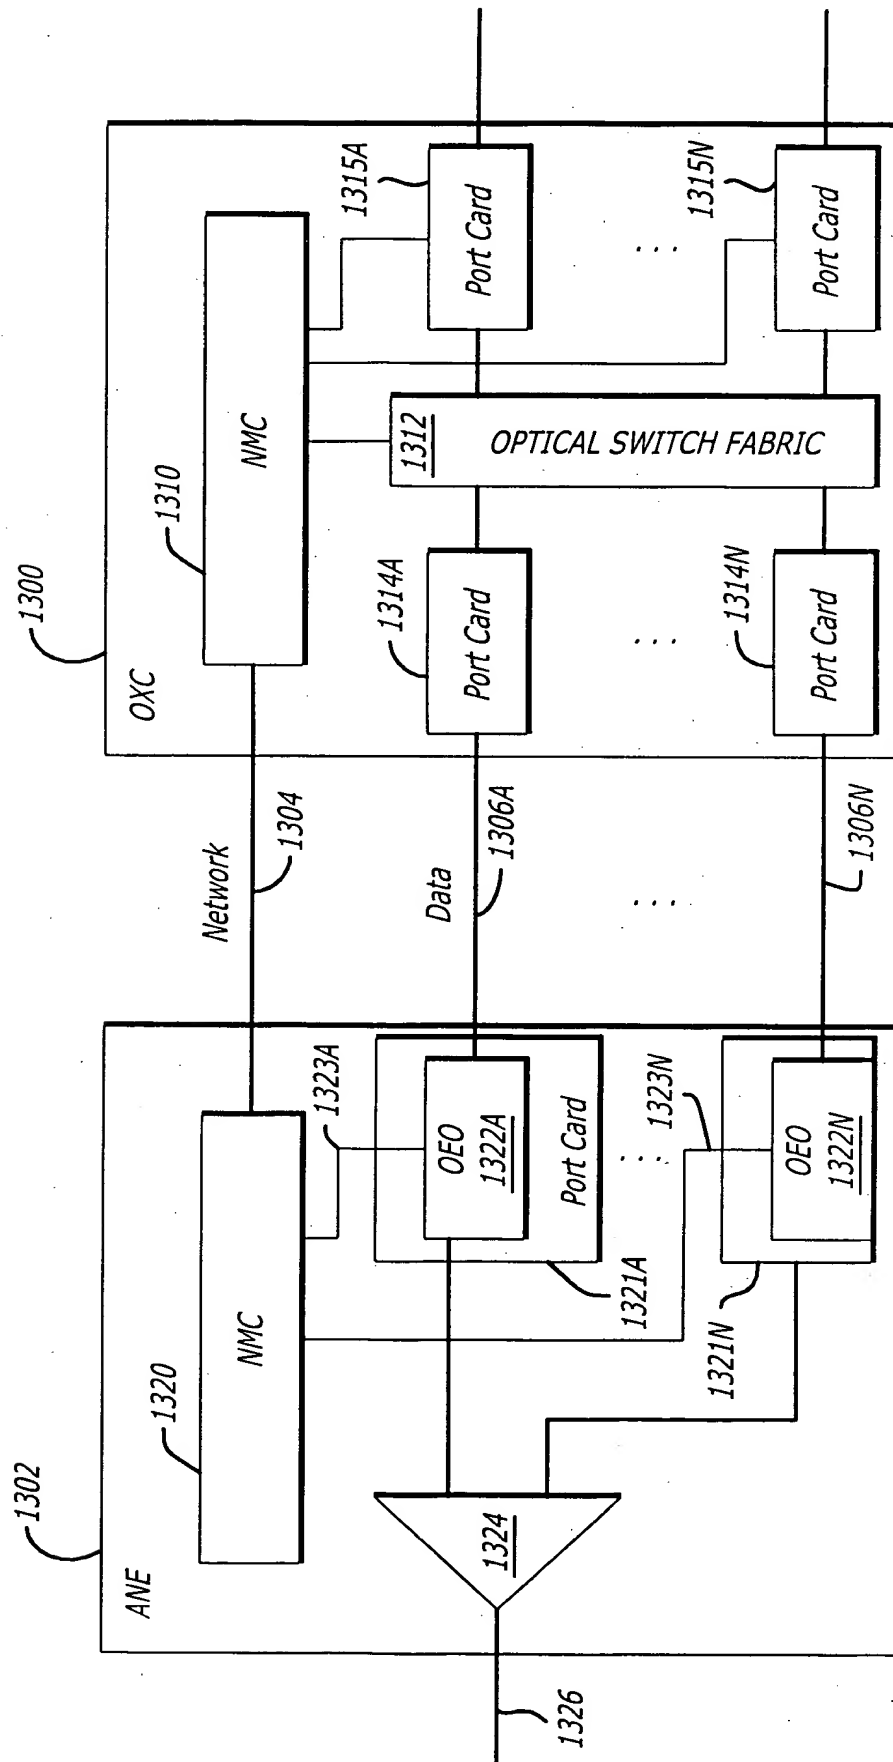 1302
ANE
1320
NMC
1326
1324
1323A
OEO
1322A
Port Card
1321A
. . .
1323N
OEO
1322N
1321N
Network
1304
Data
1306A
. . .
1306N
1300
OXC
1310
NMC
1314A
Port Card
. . .
1314N
Port Card
1312
OPTICAL SWITCH FABRIC
1315A
Port Card
. . .
1315N
Port Card